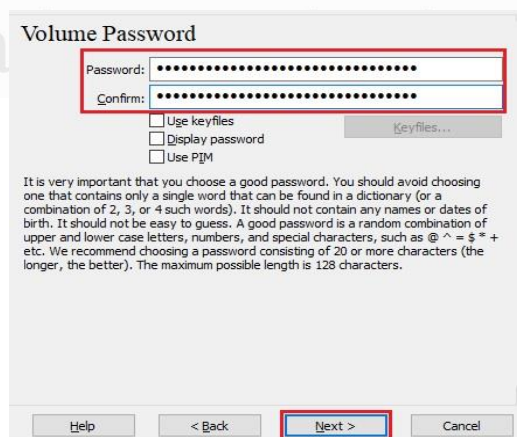 Volume Password
Password: •••••••••••••••••••••••••••••••••
Confirm: •••••••••••••••••••••••••••••••••
Use keyfiles
Keyfiles...
Display password
Use PIM
It is very important that you choose a good password. You should avoid choosing
one that contains only a single word that can be found in a dictionary (or a
combination of 2, 3, or 4 such words). It should not contain any names or dates of
birth. It should not be easy to guess. A good password is a random combination of
upper and lower case letters, numbers, and special characters, such as @ ^ = $ * +
etc. We recommend choosing a password consisting of 20 or more characters (the
longer, the better). The maximum possible length is 128 characters.
Help < Back Next > Cancel